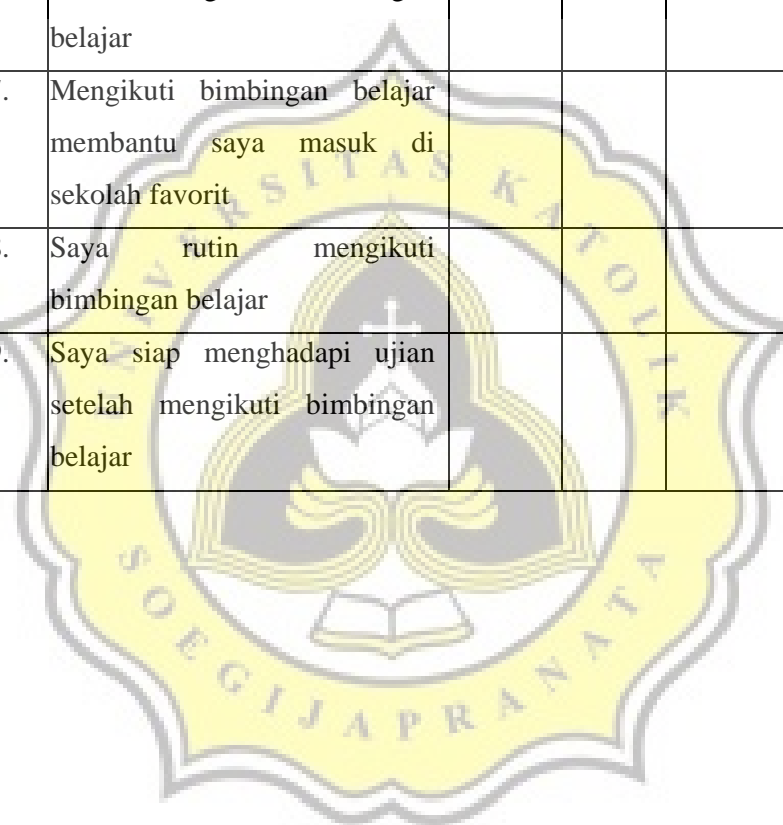 belajar
Mengikuti bimbingan belajar
membantu saya masuk di
sekolah favorit
Saya rutin mengikuti
bimbingan belajar
Saya siap menghadapi ujian
setelah mengikuti bimbingan
belajar
UNIVERSITAS KATOLIK
SOEGIJAPRANATA